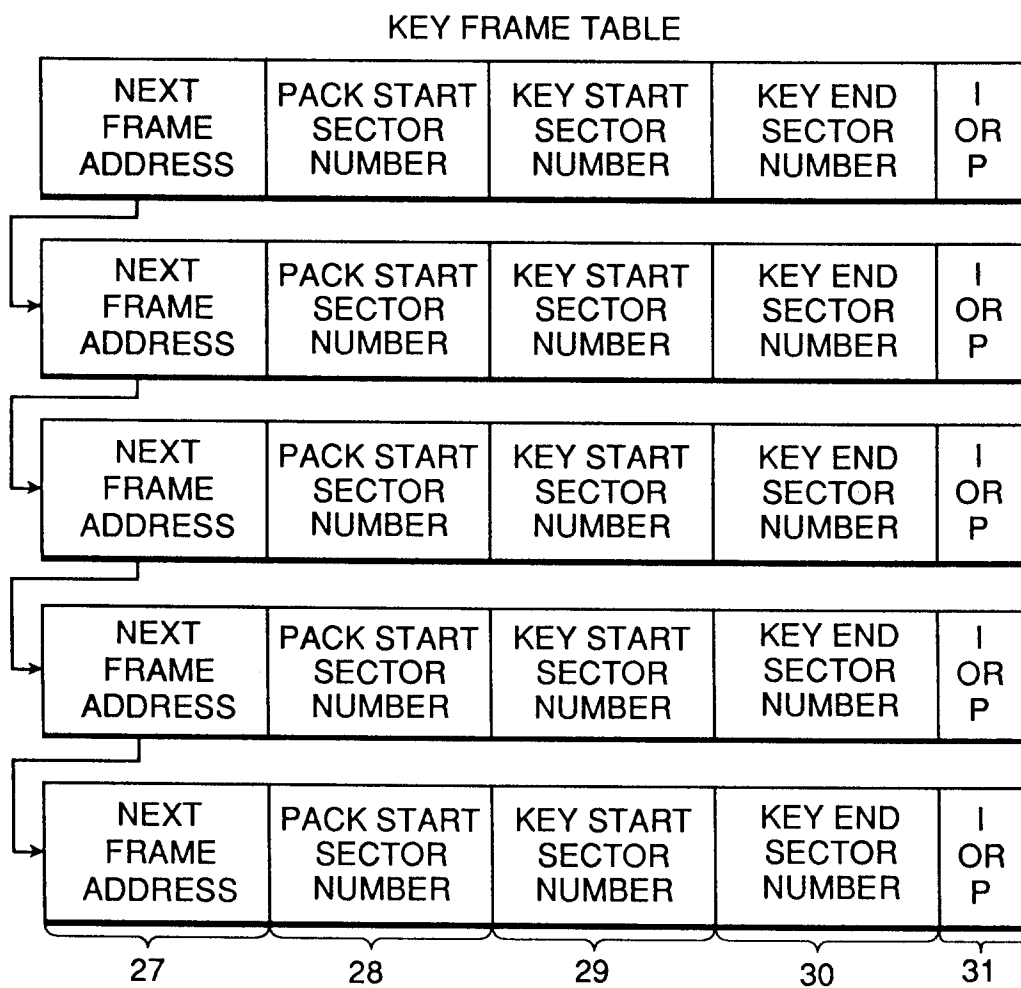 KEY FRAME TABLE
NEXT FRAME ADDRESS
PACK START SECTOR NUMBER
KEY START SECTOR NUMBER
KEY END SECTOR NUMBER
I OR P
NEXT FRAME ADDRESS
PACK START SECTOR NUMBER
KEY START SECTOR NUMBER
KEY END SECTOR NUMBER
I OR P
NEXT FRAME ADDRESS
PACK START SECTOR NUMBER
KEY START SECTOR NUMBER
KEY END SECTOR NUMBER
I OR P
NEXT FRAME ADDRESS
PACK START SECTOR NUMBER
KEY START SECTOR NUMBER
KEY END SECTOR NUMBER
I OR P
NEXT FRAME ADDRESS
PACK START SECTOR NUMBER
KEY START SECTOR NUMBER
KEY END SECTOR NUMBER
I OR P
27 28 29 30 31